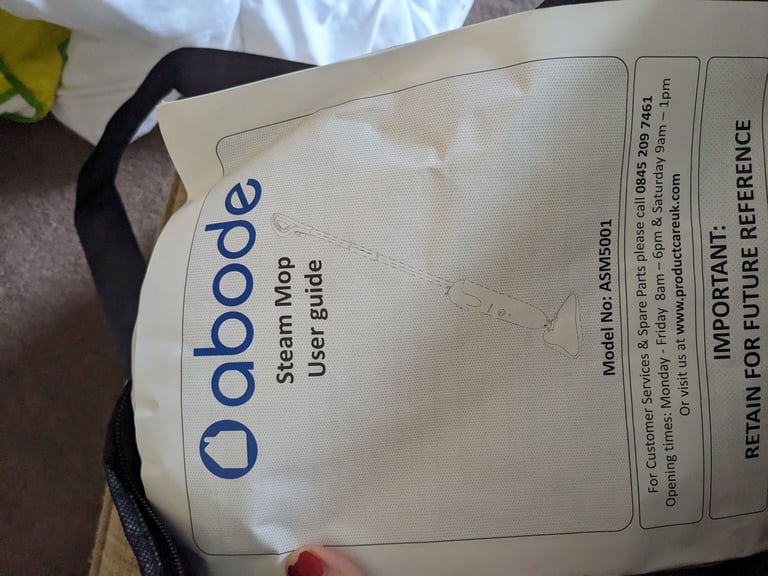 abode
Steam Mop
User guide
Model No: ASM5001
For Customer Services & Spare Parts please call 0845 209 7461
Opening times: Monday - Friday 8am – 6pm & Saturday 9am – 1pm
Or visit us at www.productcareuk.com
IMPORTANT:
RETAIN FOR FUTURE REFERENCE